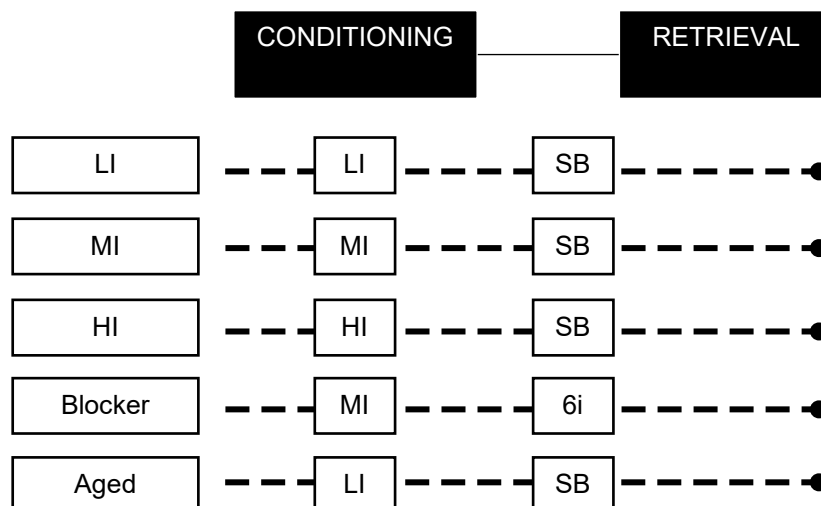 CONDITIONING RETRIEVAL
LI LI SB
MI MI SB
HI HI SB
Blocker MI 6i
Aged LI SB